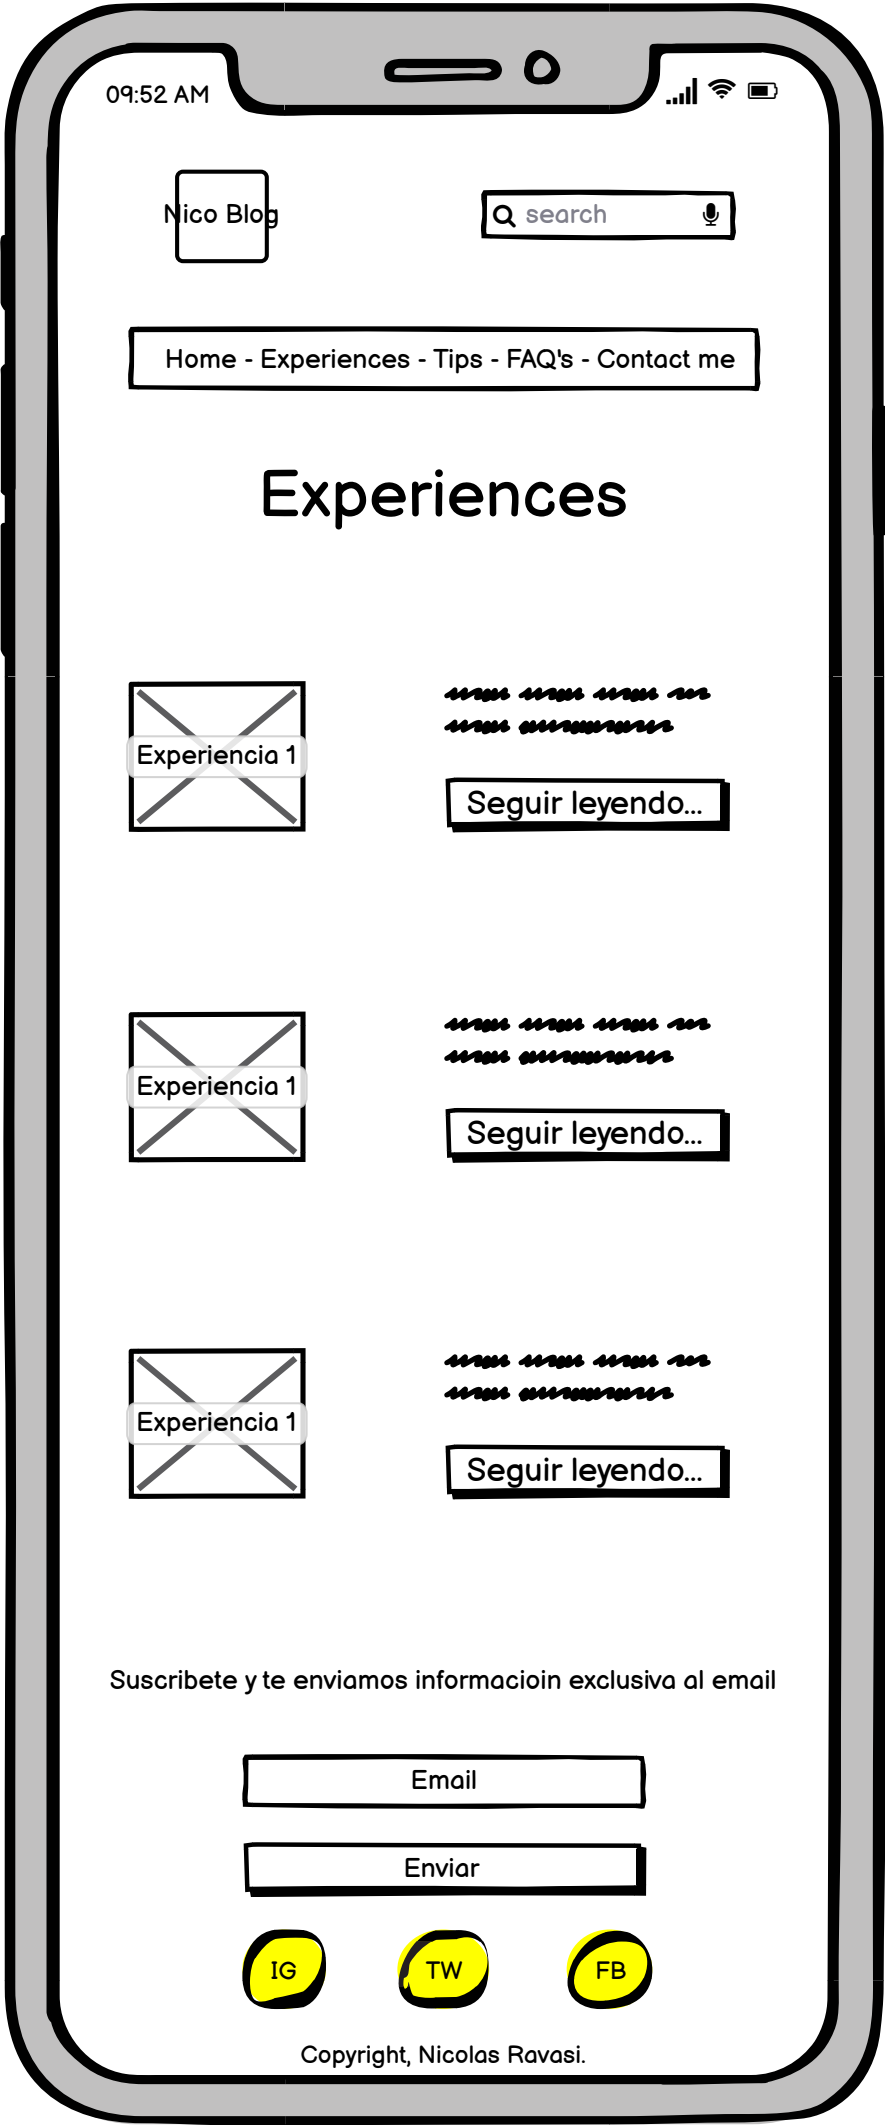 09:52 AM
Nico Blog
search
Home - Experiences - Tips - FAQ's - Contact me
Experiences
Experiencia 1
Seguir leyendo...
Experiencia 1
Seguir leyendo...
Experiencia 1
Seguir leyendo...
Suscribete y te enviamos informacioin exclusiva al email
Email
Enviar
IG TW FB
Copyright, Nicolas Ravasi.